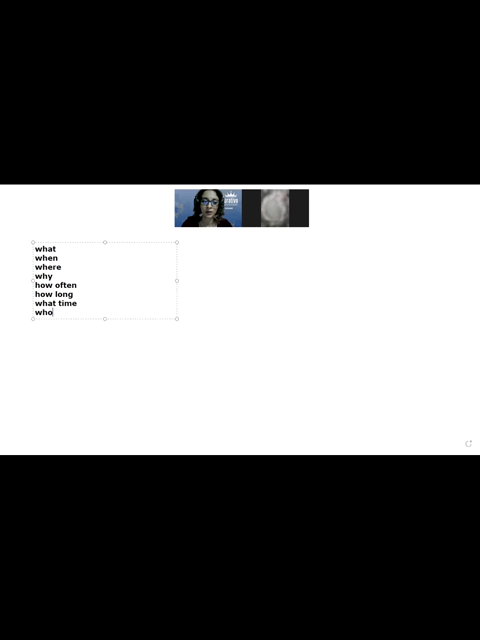 what
when
where
why
how often
how long
what time
who